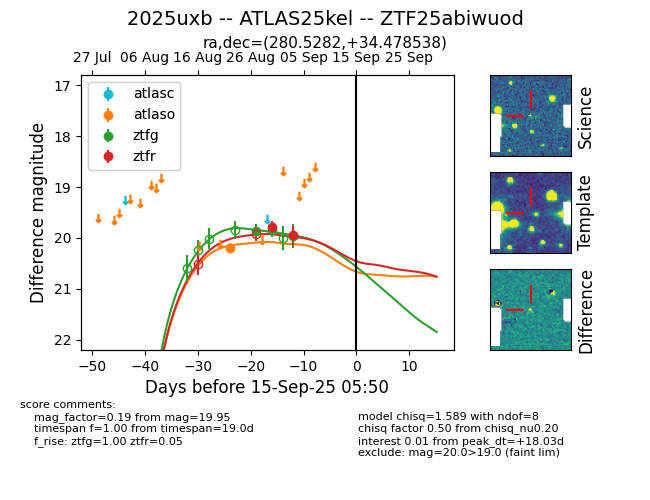 2025uxb -- ATLAS25kel -- ZTF25abiwuod
ra,dec=(280.5282,+34.478538)
27 Jul 06 Aug 16 Aug 26 Aug 05 Sep 15 Sep 25 Sep
atlasc
atlaso
ztfg
ztfr
17
18
19
20
21
22
Difference magnitude
−50 −40 −30 −20 −10 0 10
Days before 15-Sep-25 05:50
Science
Template
Difference
score comments:
mag_factor=0.19 from mag=19.95
timespan f=1.00 from timespan=19.0d
f_rise: ztfg=1.00 ztfr=0.05
model chisq=1.589 with ndof=8
chisq factor 0.50 from chisq_nu0.20
interest 0.01 from peak_dt=+18.03d
exclude: mag=20.0>19.0 (faint lim)